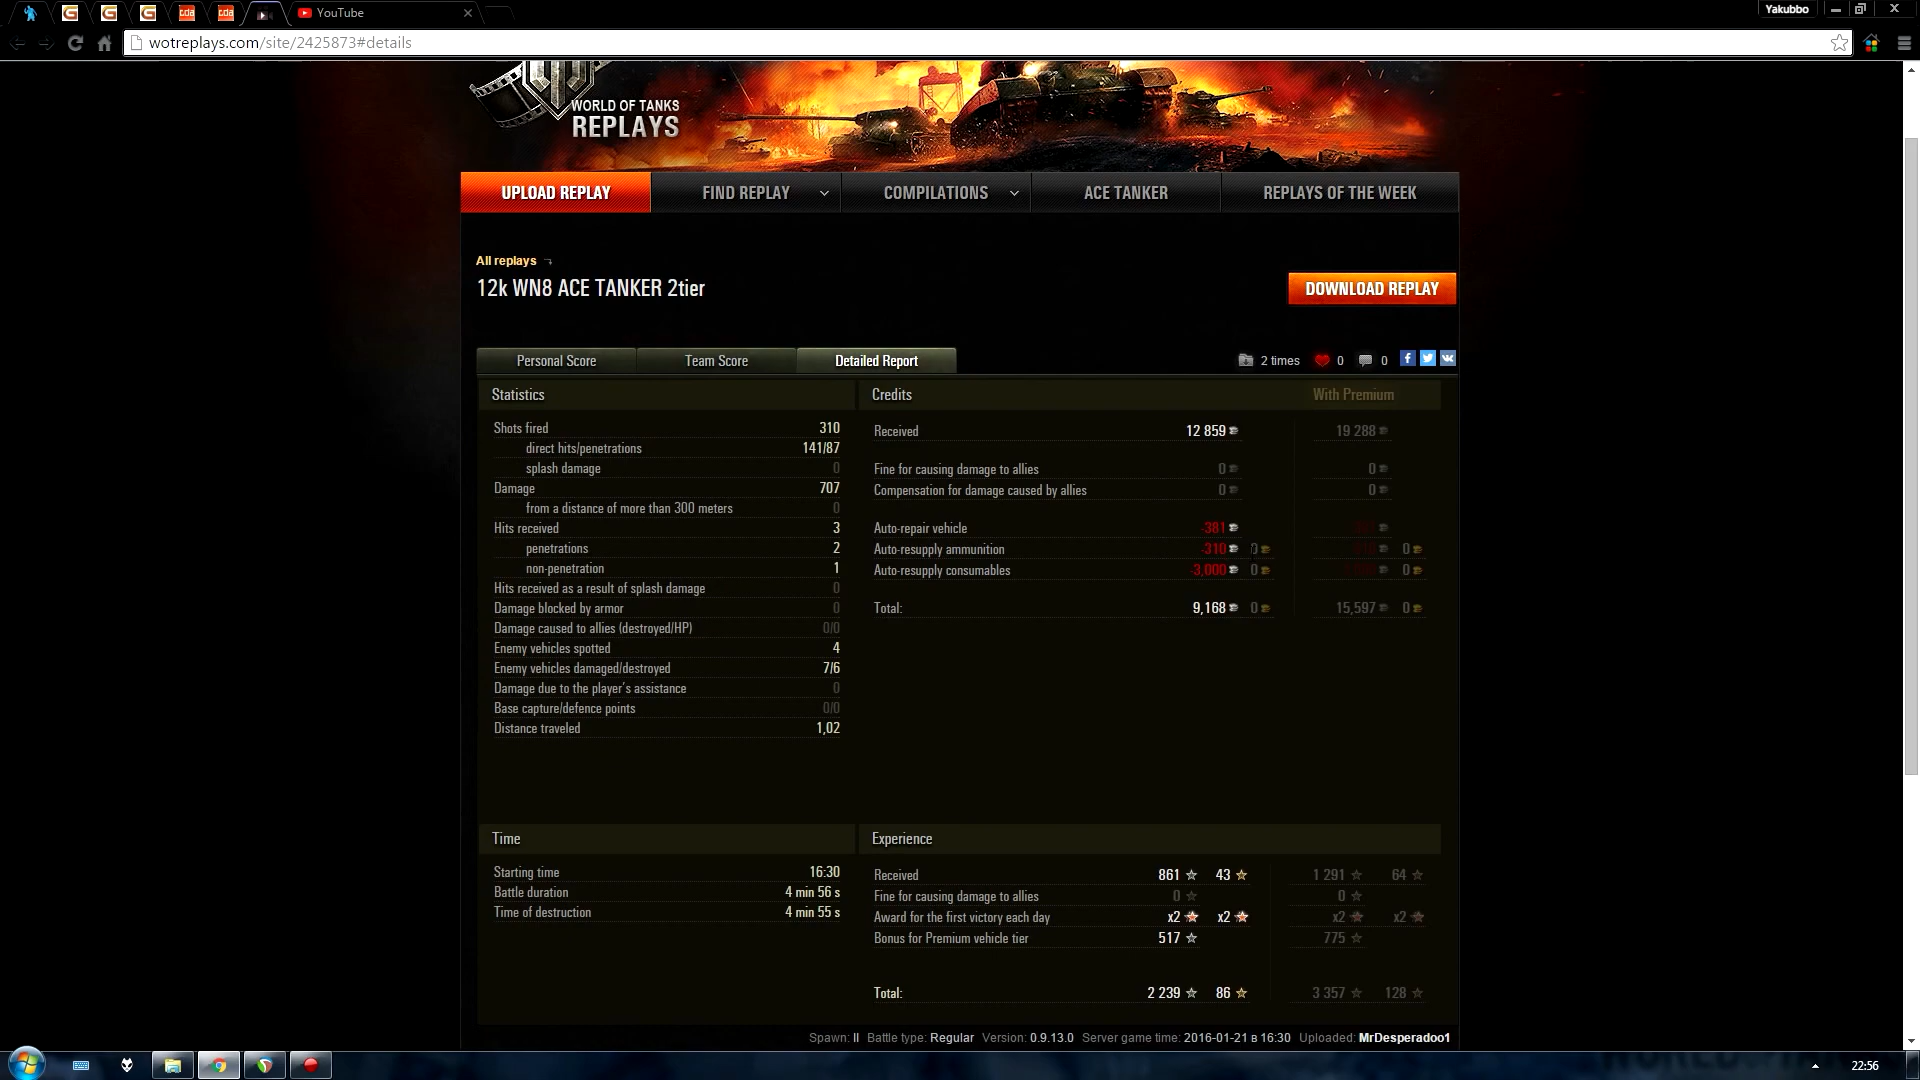 YouTube
Yakubbo
wotreplays.com/site/2425873#details
WORLD OF TANKS
REPLAYS
UPLOAD REPLAY
FIND REPLAY
COMPILATIONS
ACE TANKER
REPLAYS OF THE WEEK
All replays
12k WN8 ACE TANKER 2tier
DOWNLOAD REPLAY
Personal Score
Team Score
Detailed Report
2 times
0
0
Statistics
Shots fired 310
direct hits/penetrations 141/87
splash damage 0
Damage 707
from a distance of more than 300 meters 0
Hits received 3
penetrations 2
non-penetration 1
Hits received as a result of splash damage 0
Damage blocked by armor 0
Damage caused to allies (destroyed/HP) 0/0
Enemy vehicles spotted 4
Enemy vehicles damaged/destroyed 7/6
Damage due to the player's assistance 0
Base capture/defence points 0/0
Distance traveled 1,02
Credits With Premium
Received 12 859 19 288
Fine for causing damage to allies 0 0
Compensation for damage caused by allies 0 0
Auto-repair vehicle -381
Auto-resupply ammunition -310 0 0
Auto-resupply consumables -3,000 0 0
Total: 9,168 0 15,597 0
Time
Starting time 16:30
Battle duration 4 min 56 s
Time of destruction 4 min 55 s
Experience
Received 861 43 1 291 64
Fine for causing damage to allies 0 0
Award for the first victory each day x2 x2 x2 x2
Bonus for Premium vehicle tier 517 775
Total: 2 239 86 3 357 128
Spawn: II Battle type: Regular Version: 0.9.13.0 Server game time: 2016-01-21 в 16:30 Uploaded: MrDesperadoo1
22:56